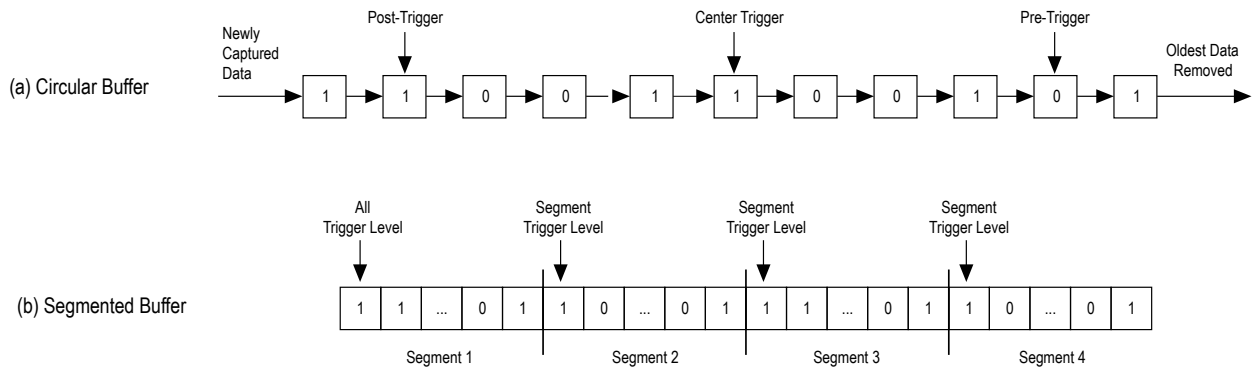 Post-Trigger
Center Trigger
Pre-Trigger
Newly
Captured
Data
Oldest Data
Removed
(a) Circular Buffer
1 1 0 0 1 1 0 0 1 0 1
All
Trigger Level
Segment
Trigger Level
Segment
Trigger Level
Segment
Trigger Level
(b) Segmented Buffer
1 1 ... 0 1 1 0 ... 0 1 1 1 ... 0 1 1 0 ... 0 1
Segment 1
Segment 2
Segment 3
Segment 4